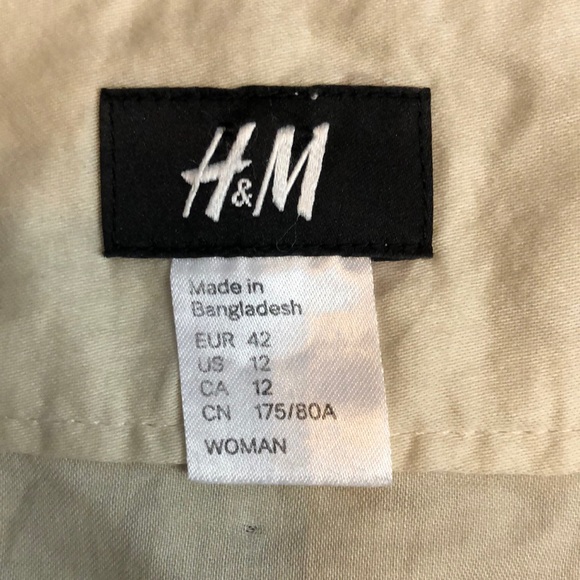 H&M
Made in
Bangladesh
EUR 42
US 12
CA 12
CN 175/80A
WOMAN